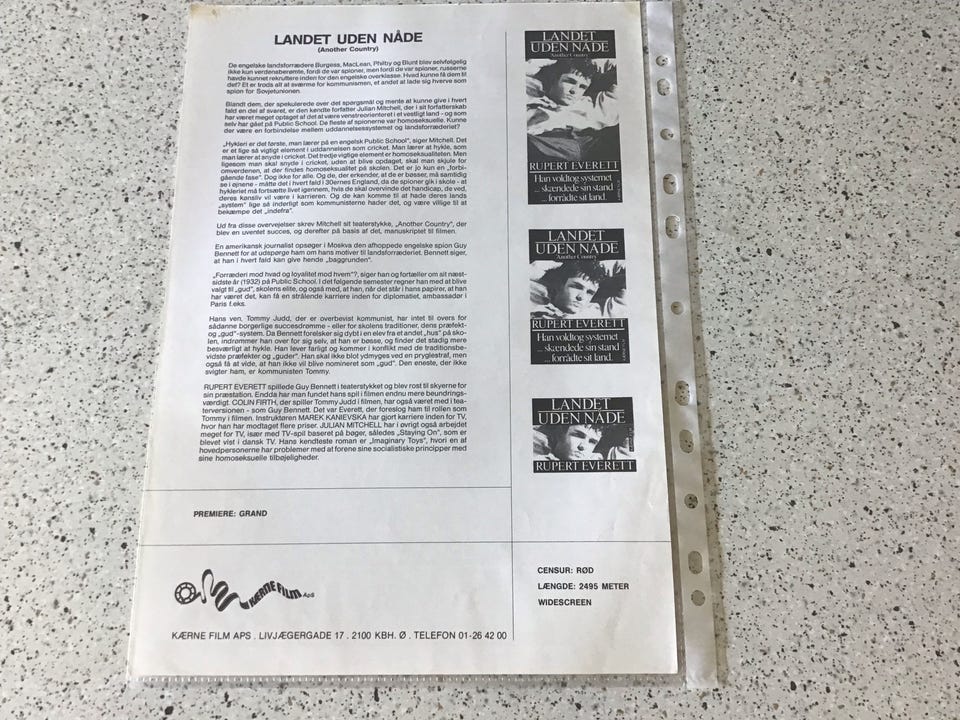 LANDET UDEN NÅDE
(Another Country)
De engelske landsforrædere Burgess, MacLean, Philby og Blunt blev selvfølgelig
ikke kun verdensberømte, fordi de var spioner, men fordi de var spioner, russerne
havde kunnet rekruttere inden for den engelske overklasse. Hvad kunne få dem til
det? Et er trods alt at sværme for kommunismen, et andet at lade sig hverve som
spion for Sovjetunionen.
Blandt dem, der spekulerede over det spørgsmål og mente at kunne give i hvert
fald en del af svaret, er den kendte forfatter Julian Mitchell, der i sit forfatterskab
har været meget optaget af det at være venstreorienteret i et vestligt land - og som
selv har gået på Public School. De fleste af spionerne var homoseksuelle. Kunne
der være en forbindelse mellem uddannelsessystemet og landsforræderiet?
„Hykleri er det første, man lærer på en engelsk Public School", siger Mitchell. Det
er et lige så vigtigt element i uddannelsen som cricket. Man lærer at hykle, som
man lærer at snyde i cricket. Det tredje vigtige element er homoseksualiteten. Men
ligesom man skal snyde i cricket, uden at blive opdaget, skal man skjule for
omverdenen, at der findes homoseksualitet på skolen. Det er jo kun en „forbi-
gående fase". Dog ikke for alle. Og de, der erkender, at de er bøsser, må samtidig
se i øjnene - måtte det i hvert fald i 30ernes England, da de spioner gik i skole - at
hykleriet må fortsætte livet igennem, hvis de skal overvinde det handicap, de ved,
deres kønsliv vil være i karrieren. Og de kan komme til at hade deres lands
„system" lige så inderligt som kommunisterne hader det, og være villige til at
bekæmpe det „indefra".
Ud fra disse overvejelser skrev Mitchell sit teaterstykke, „Another Country", der
blev en uventet succes, og derefter på basis af det, manuskriptet til filmen.
En amerikansk journalist opsøger i Moskva den afhoppede engelske spion Guy
Bennett for at udspørge ham om hans motiver til landsforræderiet. Bennett siger,
at han i hvert fald kan give hende „baggrunden".
„Forræderi mod hvad og loyalitet mod hvem"?, siger han og fortæller om sit næst-
sidste år (1932) på Public School. I det følgende semester regner han med at blive
valgt til „gud", skolens elite, og også med, at han, når det står i hans papirer, at han
har været det, kan få en strålende karriere inden for diplomatiet, ambassadør i
Paris f.eks.
Hans ven, Tommy Judd, der er overbevist kommunist, har intet til overs for
sådanne borgerlige succesdrømme - eller for skolens traditioner, dens præfekt-
og „gud"-system. Da Bennett forelsker sig dybt i en elev fra et andet „hus" på sko-
len, indrømmer han over for sig selv, at han er bøsse, og finder det stadig mere
besværligt at hykle. Han lever farligt og kommer i konflikt med de traditionsbe-
vidste præfekter og „guder". Han skal ikke blot ydmyges ved en pryglestraf, men
også få at vide, at han ikke vil blive nomineret som „gud". Den eneste, der ikke
svigter ham, er kommunisten Tommy.
RUPERT EVERETT spillede Guy Bennett i teaterstykket og blev rost til skyerne for
sin præstation. Endda har man fundet hans spil i filmen endnu mere beundrings-
værdigt. COLIN FIRTH, der spiller Tommy Judd i filmen, har også været med i tea-
terversionen - som Guy Bennett. Det var Everett, der foreslog ham til rollen som
Tommy i filmen. Instruktøren MAREK KANIEVSKA har gjort karriere inden for TV,
hvor han har modtaget flere priser. JULIAN MITCHELL har i øvrigt også arbejdet
meget for TV, især med TV-spil baseret på bøger, således „Staying On", som er
blevet vist i dansk TV. Hans kendteste roman er „Imaginary Toys", hvori en af
hovedpersonerne har problemer med at forene sine socialistiske principper med
sine homoseksuelle tilbøjeligheder.
PREMIERE: GRAND
KÆRNE FILM ApS
KÆRNE FILM APS . LIVJÆGERGADE 17 . 2100 KBH. Ø . TELEFON 01-26 42 00
LANDET
UDEN NÅDE
'Another Country'
RUPERT EVERETT
Han voldtog systemet
... skændede sin stand
... forrådte sit land.
LANDET
UDEN NÅDE
'Another Country'
RUPERT EVERETT
Han voldtog systemet
... skændede sin stand
... forrådte sit land.
LANDET
UDEN NÅDE
RUPERT EVERETT
CENSUR: RØD
LÆNGDE: 2495 METER
WIDESCREEN